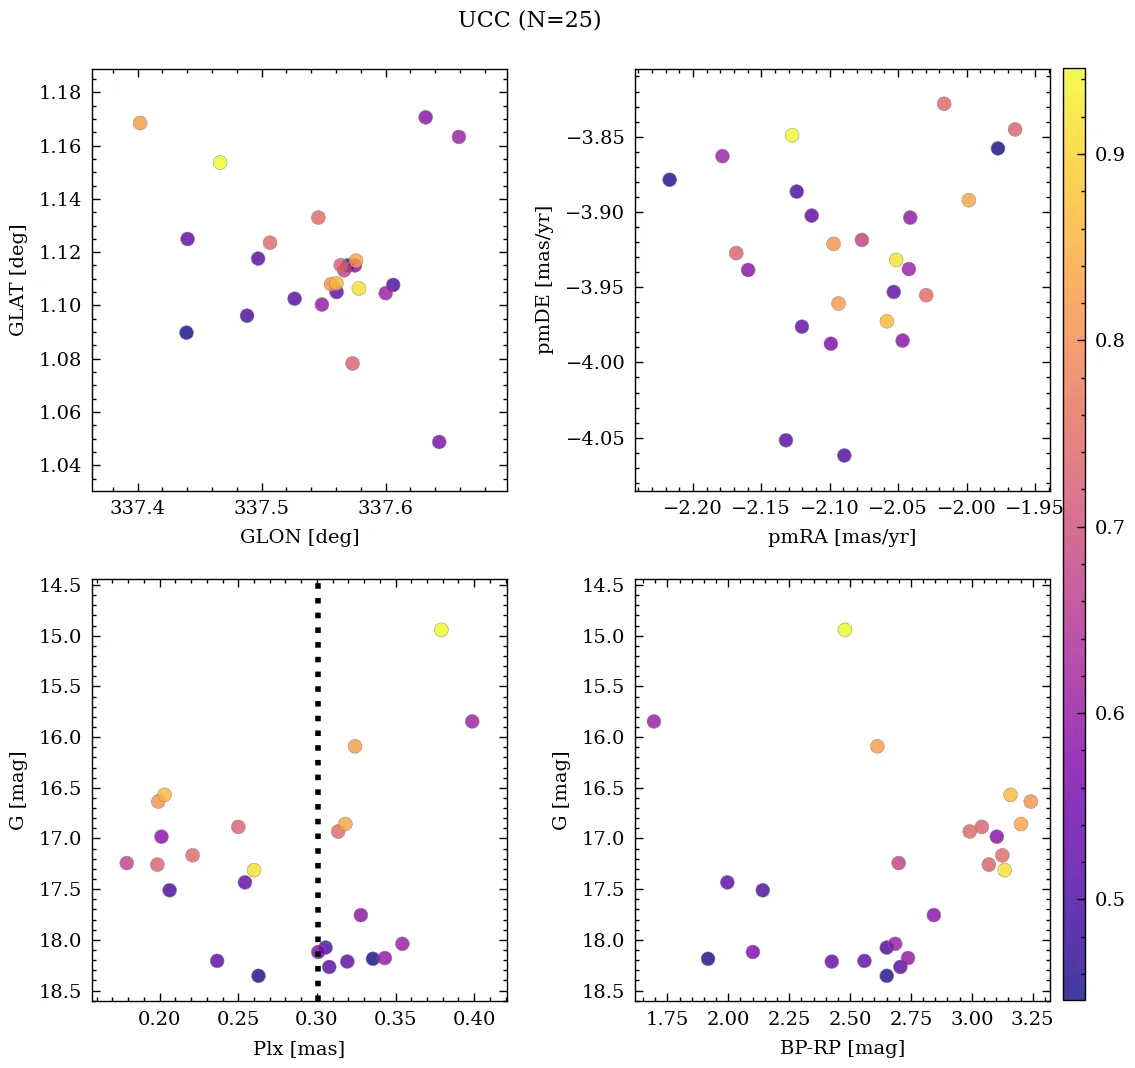 UCC (N=25)
1.18
1.16
1.14
1.12
1.10
1.08
1.06
1.04
GLAT [deg]
337.4 337.5 337.6
GLON [deg]
−3.85
−3.90
−3.95
−4.00
−4.05
pmDE [mas/yr]
−2.20 −2.15 −2.10 −2.05 −2.00 −1.95
pmRA [mas/yr]
0.9
0.8
0.7
0.6
0.5
14.5
15.0
15.5
16.0
16.5
17.0
17.5
18.0
18.5
G [mag]
0.20 0.25 0.30 0.35 0.40
Plx [mas]
14.5
15.0
15.5
16.0
16.5
17.0
17.5
18.0
18.5
G [mag]
1.75 2.00 2.25 2.50 2.75 3.00 3.25
BP-RP [mag]